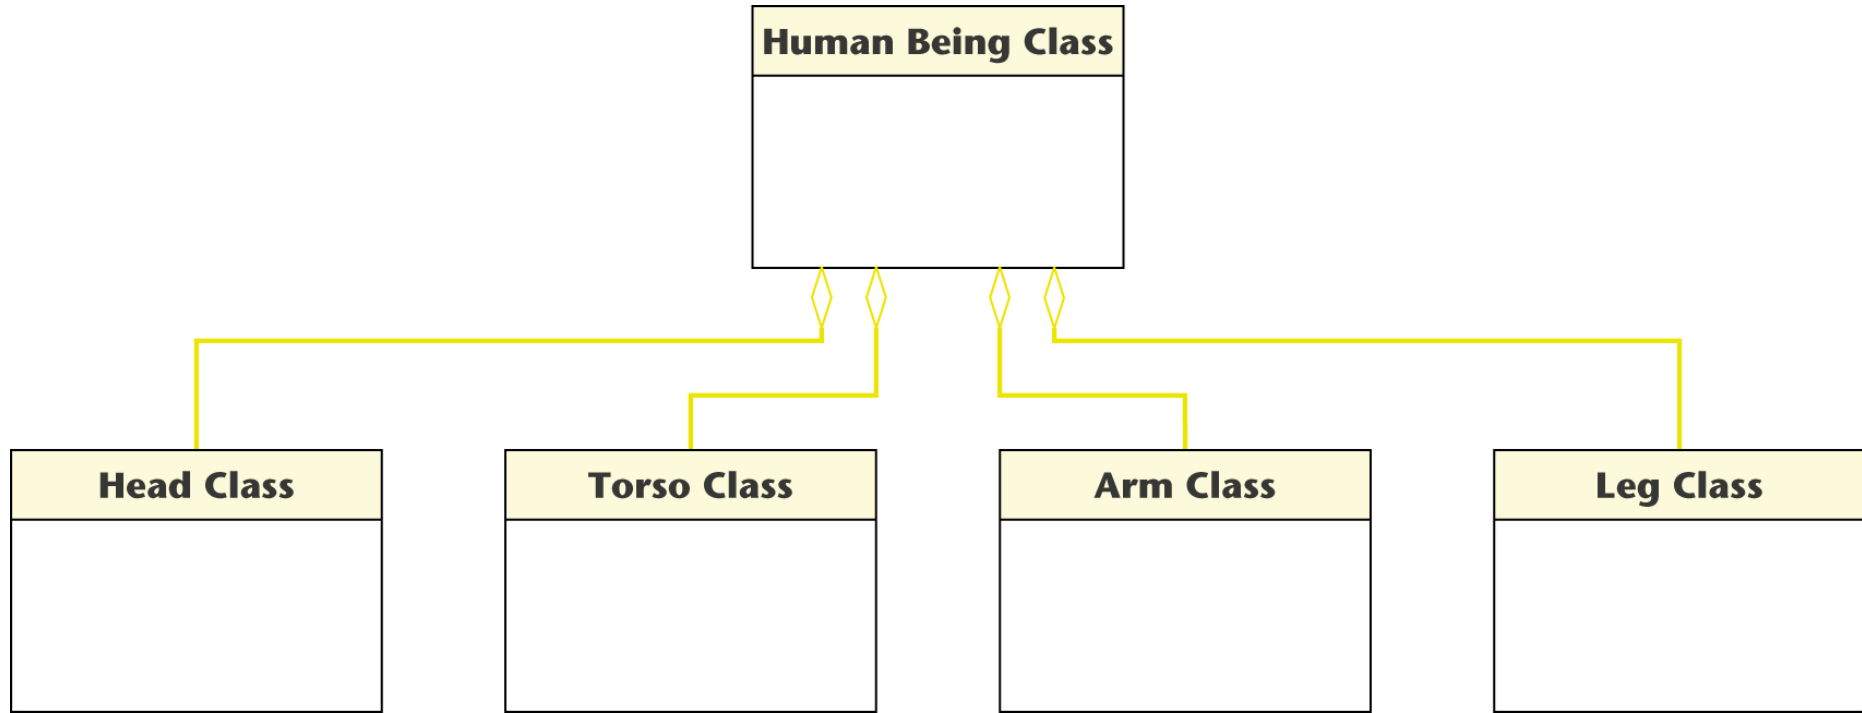 Human Being Class
Head Class
Torso Class
Arm Class
Leg Class